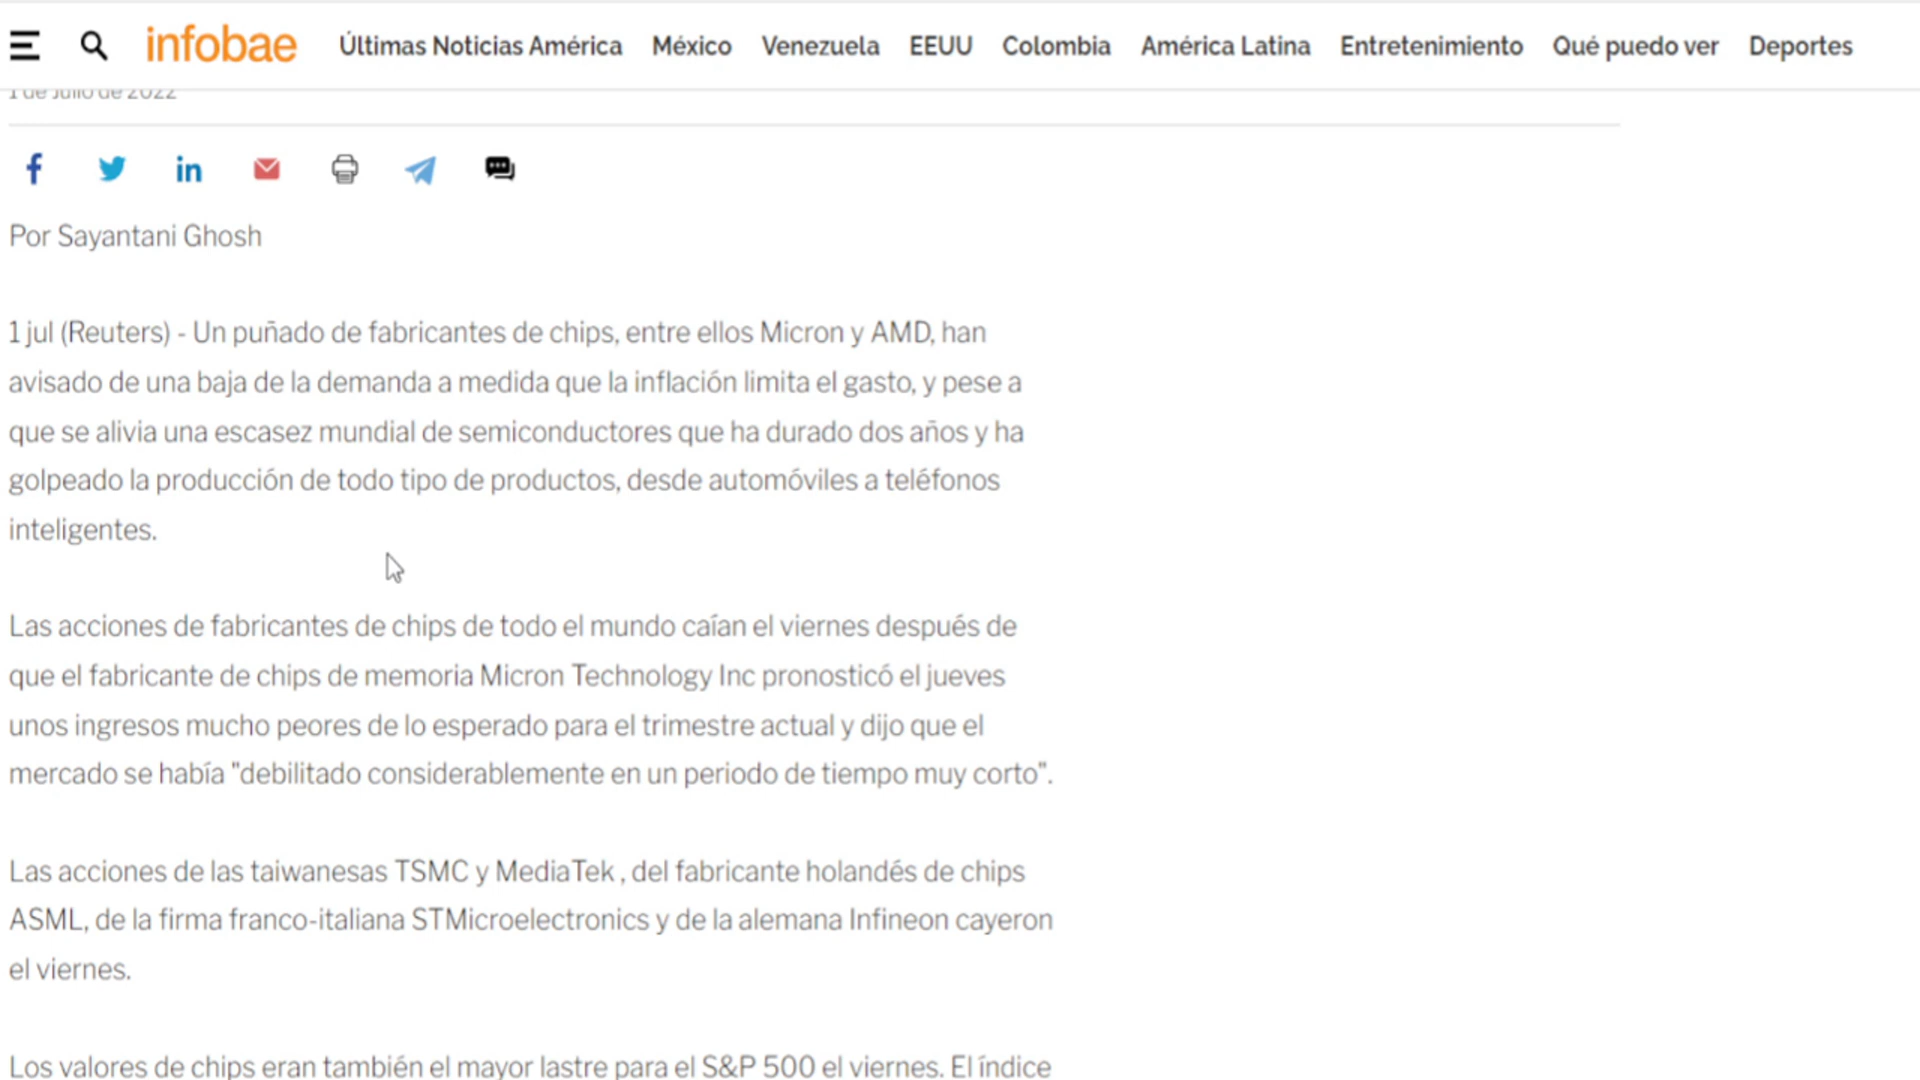 infobae Últimas Noticias América México Venezuela EEUU Colombia América Latina Entretenimiento Qué puedo ver Deportes
1 de Julio de 2022
f in
Por Sayantani Ghosh
1 jul (Reuters) - Un puñado de fabricantes de chips, entre ellos Micron y AMD, han
avisado de una baja de la demanda a medida que la inflación limita el gasto, y pese a
que se alivia una escasez mundial de semiconductores que ha durado dos años y ha
golpeado la producción de todo tipo de productos, desde automóviles a teléfonos
inteligentes.
Las acciones de fabricantes de chips de todo el mundo caían el viernes después de
que el fabricante de chips de memoria Micron Technology Inc pronosticó el jueves
unos ingresos mucho peores de lo esperado para el trimestre actual y dijo que el
mercado se había "debilitado considerablemente en un periodo de tiempo muy corto".
Las acciones de las taiwanesas TSMC y MediaTek , del fabricante holandés de chips
ASML, de la firma franco-italiana STMicroelectronics y de la alemana Infineon cayeron
el viernes.
Los valores de chips eran también el mayor lastre para el S&P 500 el viernes. El índice